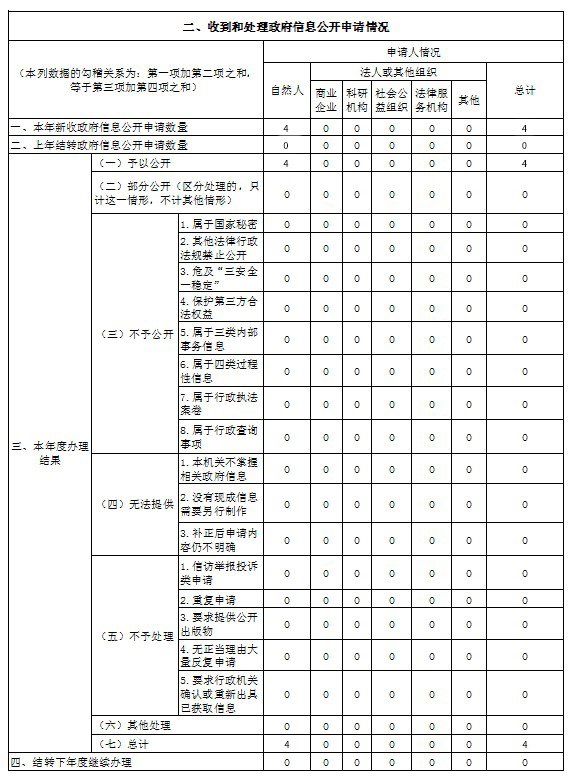 二、收到和处理政府信息公开申请情况
（本列数据的勾稽关系为：第一项加第二项之和，
等于第三项加第四项之和）
申请人情况
自然人
法人或其他组织
总计
商业
企业
科研
机构
社会公
益组织
法律服
务机构
其他
一、本年新收政府信息公开申请数量 4 0 0 0 0 0 4
二、上年结转政府信息公开申请数量 0 0 0 0 0 0 0
三、本年度办理
结果
（一）予以公开 4 0 0 0 0 0 4
（二）部分公开（区分处理的，只
计这一情形，不计其他情形） 0 0 0 0 0 0 0
（三）不予公开
1.属于国家秘密 0 0 0 0 0 0 0
2.其他法律行政
法规禁止公开 0 0 0 0 0 0 0
3.危及“三安全
一稳定” 0 0 0 0 0 0 0
4.保护第三方合
法权益 0 0 0 0 0 0 0
5.属于三类内部
事务信息 0 0 0 0 0 0 0
6.属于四类过程
性信息 0 0 0 0 0 0 0
7.属于行政执法
案卷 0 0 0 0 0 0 0
8.属于行政查询
事项 0 0 0 0 0 0 0
（四）无法提供
1.本机关不掌握
相关政府信息 0 0 0 0 0 0 0
2.没有现成信息
需要另行制作 0 0 0 0 0 0 0
3.补正后申请内
容仍不明确 0 0 0 0 0 0 0
（五）不予处理
1.信访举报投诉
类申请 0 0 0 0 0 0 0
2.重复申请 0 0 0 0 0 0 0
3.要求提供公开
出版物 0 0 0 0 0 0 0
4.无正当理由大
量反复申请 0 0 0 0 0 0 0
5.要求行政机关
确认或重新出具
已获取信息 0 0 0 0 0 0 0
（六）其他处理 0 0 0 0 0 0 0
（七）总计 4 0 0 0 0 0 4
四、结转下年度继续办理 0 0 0 0 0 0 0